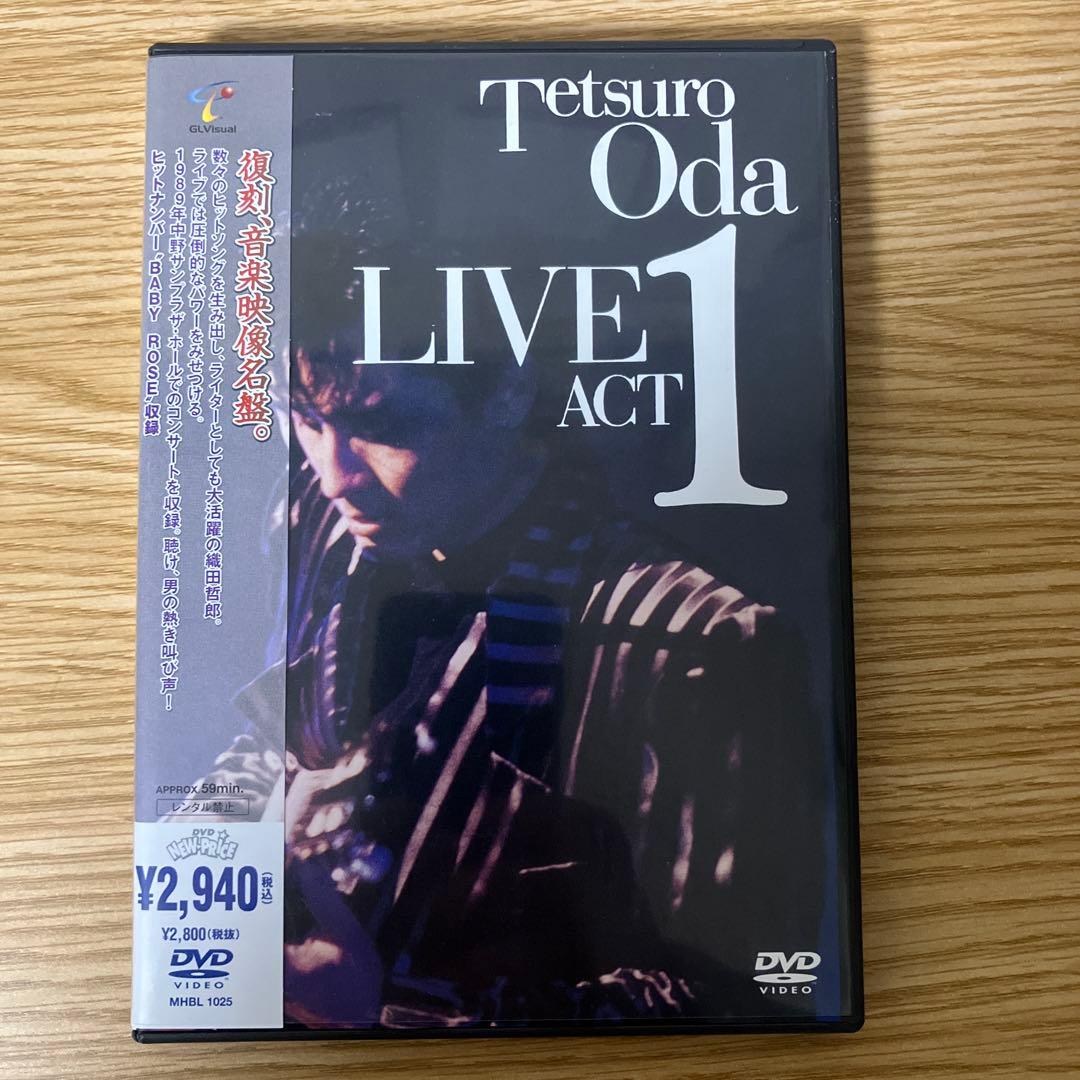 GLVisual
復刻、音楽映像名盤。
数々のヒットソングを生み出し、ライターとしても大活躍の織田哲郎。
ライブでは圧倒的なパワーをみせつける。
1989年中野サンプラザ・ホールでのコンサートを収録。聴け、男の熱き叫び声！
ヒットナンバー“BABY ROSE”収録
APPROX.59min.
レンタル禁止
DVD
NEW-PRICE
¥2,940(税込)
¥2,800(税抜)
DVD
VIDEO™
MHBL 1025
Tetsuro
Oda
LIVE
ACT
1
DVD
VIDEO™